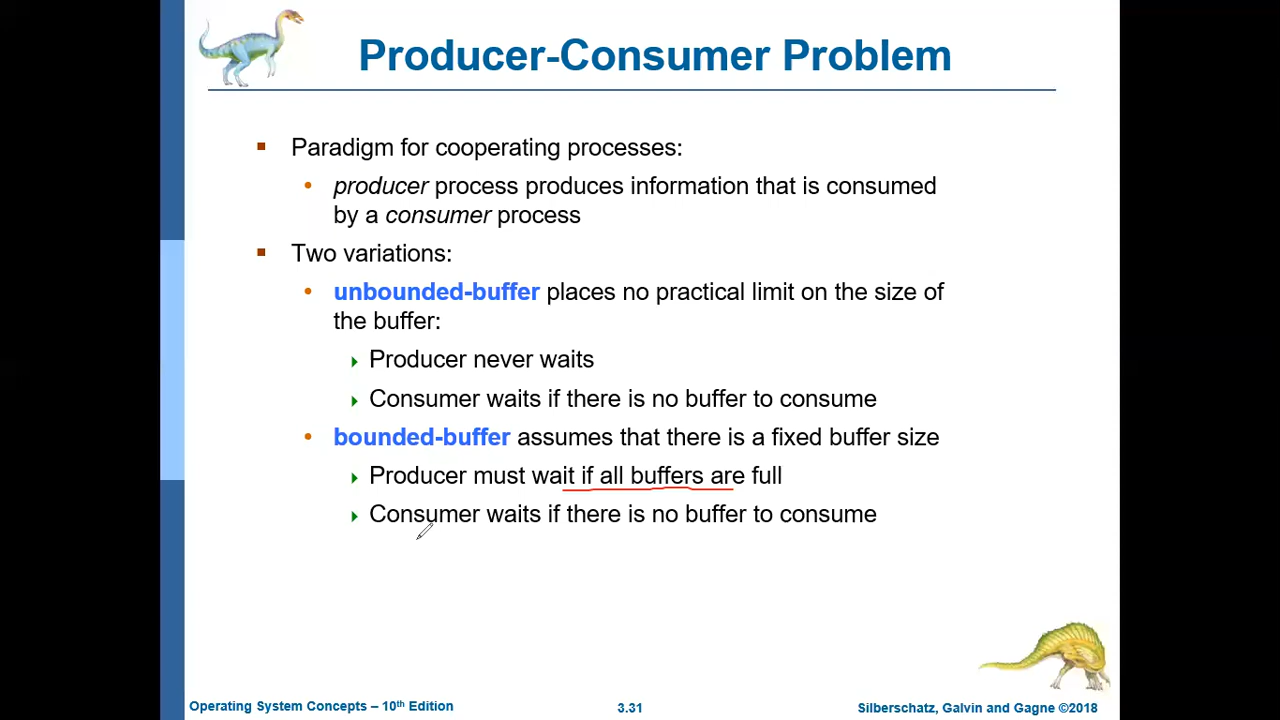 Producer-Consumer Problem
Paradigm for cooperating processes:
producer process produces information that is consumed
by a consumer process
Two variations:
unbounded-buffer places no practical limit on the size of
the buffer:
Producer never waits
Consumer waits if there is no buffer to consume
bounded-buffer assumes that there is a fixed buffer size
Producer must wait if all buffers are full
Consumer waits if there is no buffer to consume
Operating System Concepts – 10th Edition
3.31
Silberschatz, Galvin and Gagne ©2018